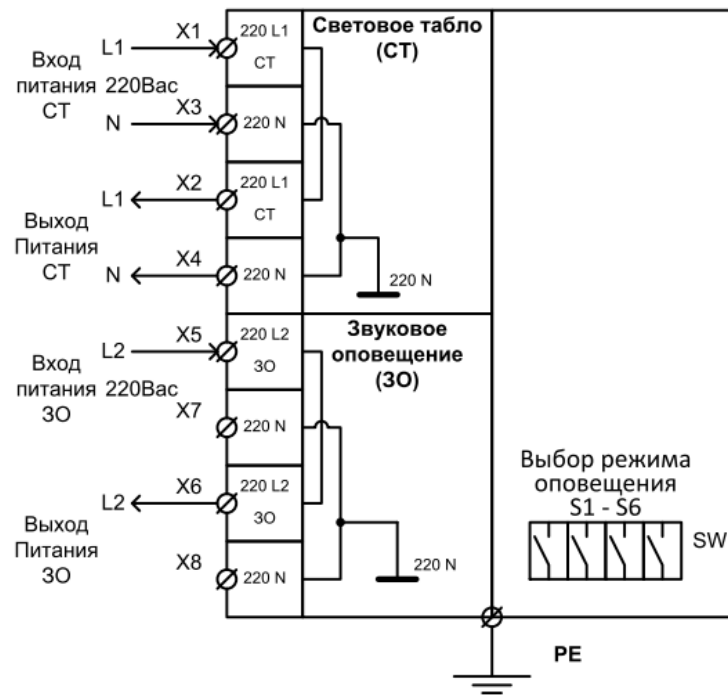 Вход
питания 220Вас
СТ
L1
X1
N
X3
Выход
Питания
СТ
L1
X2
N
X4
Вход
питания 220Вас
ЗО
L2
X5
X7
Выход
Питания
ЗО
L2
X6
X8
220 L1
СТ
220 N
220 L1
СТ
220 N
220 L2
ЗО
220 N
220 L2
ЗО
220 N
Световое табло
(СТ)
220 N
Звуковое
оповещение
(ЗО)
220 N
Выбор режима
оповещения
S1 - S6
SW
PE